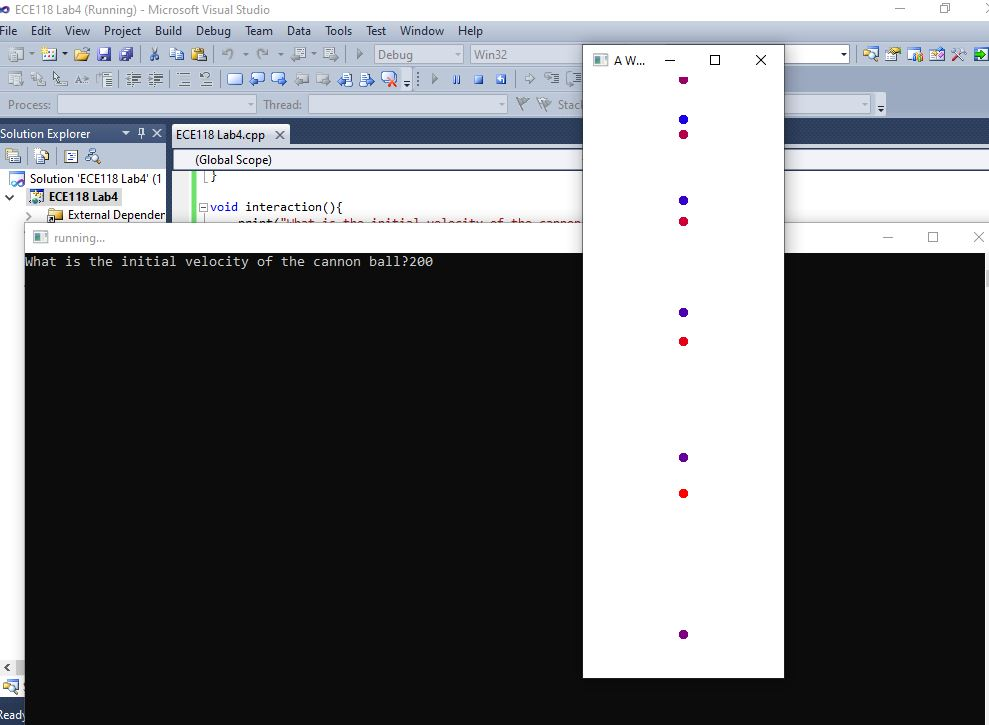 ECE118 Lab4 (Running) - Microsoft Visual Studio
File Edit View Project Build Debug Team Data Tools Test Window Help
Debug Win32
Process: Thread: Stack
A W...
Solution Explorer
ECE118 Lab4.cpp
(Global Scope)
Solution 'ECE118 Lab4' (1
ECE118 Lab4
External Depender
}
void interaction(){
print("What is the initial velocity of the cannon
running...
What is the initial velocity of the cannon ball?200
Ready